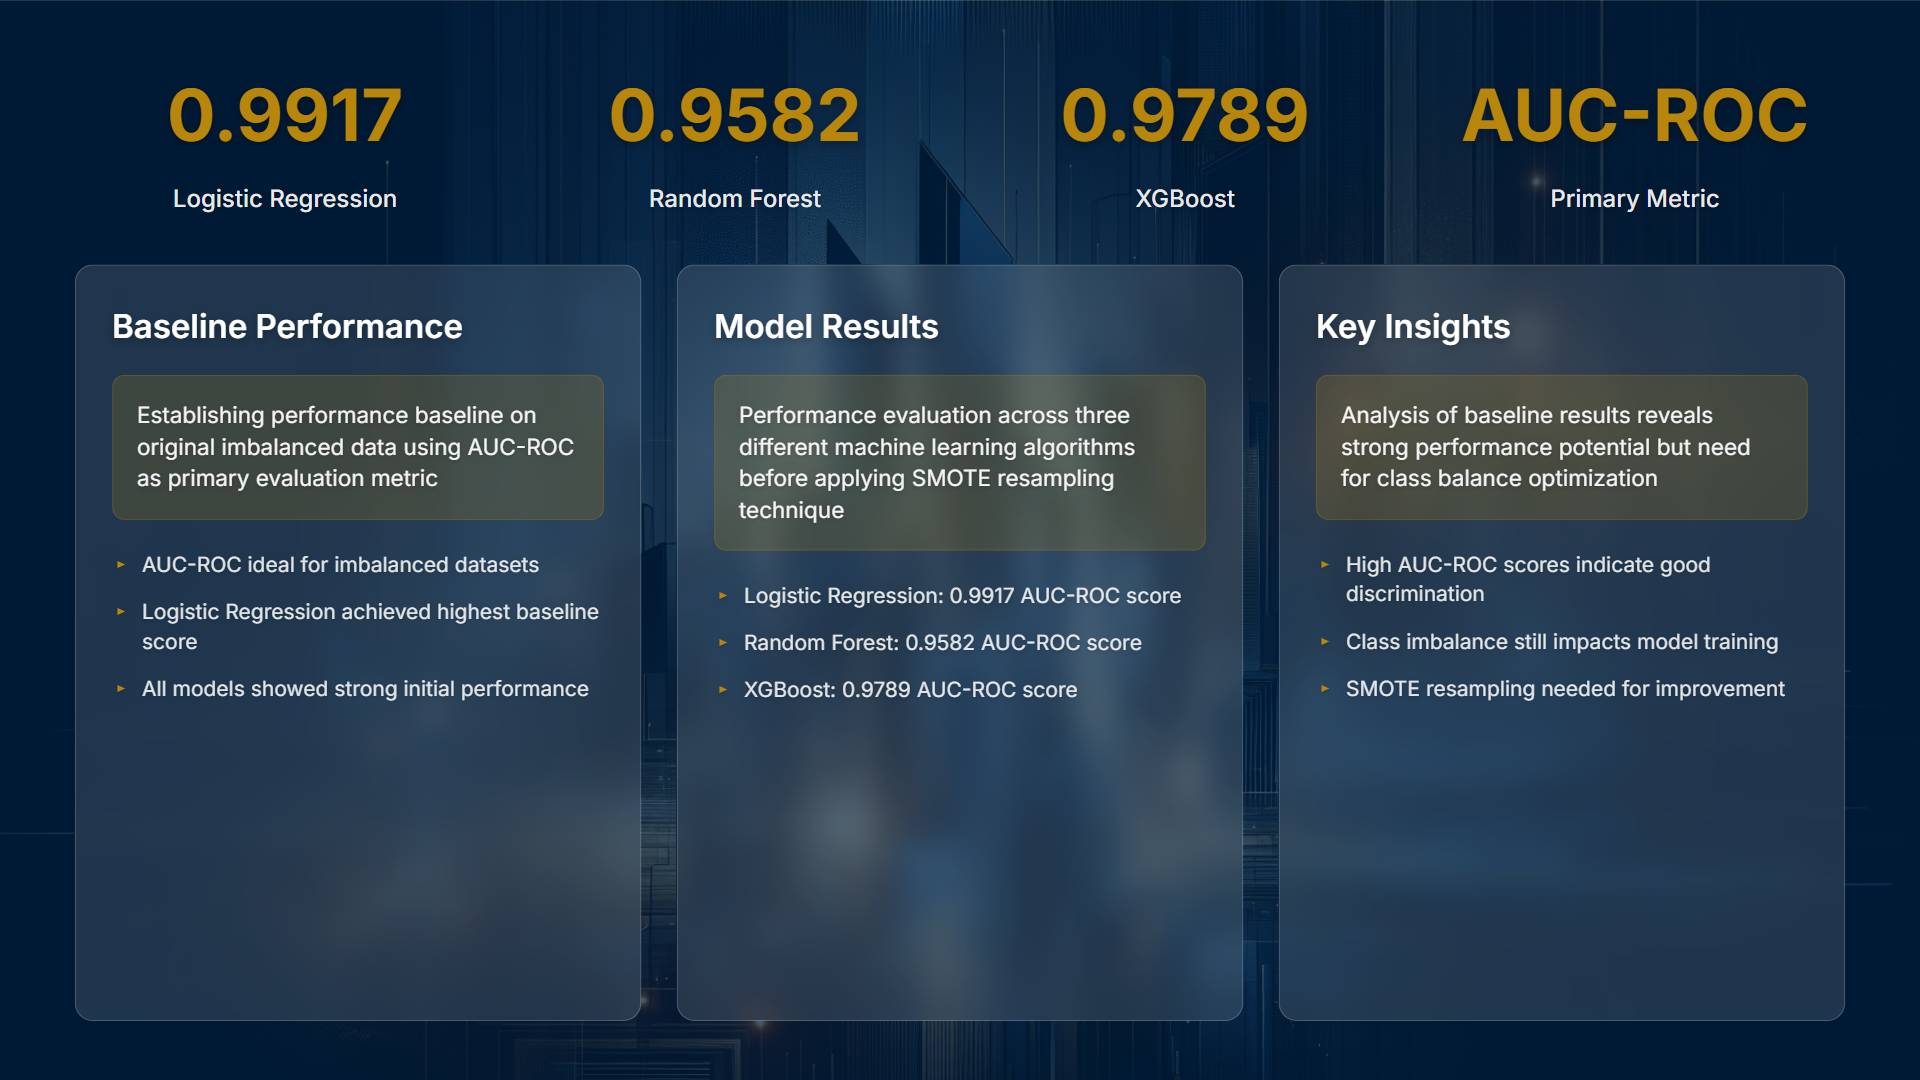 0.9917
Logistic Regression
0.9582
Random Forest
0.9789
XGBoost
AUC-ROC
Primary Metric
Baseline Performance
Establishing performance baseline on
original imbalanced data using AUC-ROC
as primary evaluation metric
▸ AUC-ROC ideal for imbalanced datasets
▸ Logistic Regression achieved highest baseline
score
▸ All models showed strong initial performance
Model Results
Performance evaluation across three
different machine learning algorithms
before applying SMOTE resampling
technique
▸ Logistic Regression: 0.9917 AUC-ROC score
▸ Random Forest: 0.9582 AUC-ROC score
▸ XGBoost: 0.9789 AUC-ROC score
Key Insights
Analysis of baseline results reveals
strong performance potential but need
for class balance optimization
▸ High AUC-ROC scores indicate good
discrimination
▸ Class imbalance still impacts model training
▸ SMOTE resampling needed for improvement